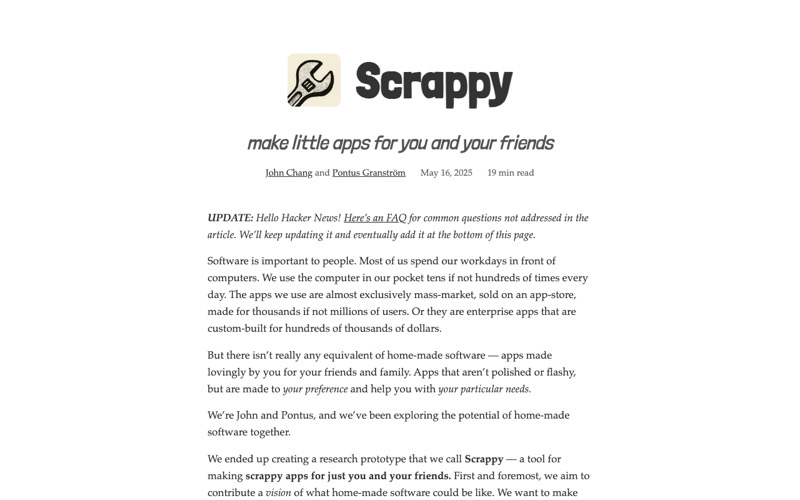 Scrappy
make little apps for you and your friends
John Chang and Pontus Granström May 16, 2025 19 min read
UPDATE: Hello Hacker News! Here's an FAQ for common questions not addressed in the
article. We'll keep updating it and eventually add it at the bottom of this page.
Software is important to people. Most of us spend our workdays in front of
computers. We use the computer in our pocket tens if not hundreds of times every
day. The apps we use are almost exclusively mass-market, sold on an app-store,
made for thousands if not millions of users. Or they are enterprise apps that are
custom-built for hundreds of thousands of dollars.
But there isn't really any equivalent of home-made software — apps made
lovingly by you for your friends and family. Apps that aren't polished or flashy,
but are made to your preference and help you with your particular needs.
We're John and Pontus, and we've been exploring the potential of home-made
software together.
We ended up creating a research prototype that we call Scrappy — a tool for
making scrappy apps for just you and your friends. First and foremost, we aim to
contribute a vision of what home-made software could be like. We want to make